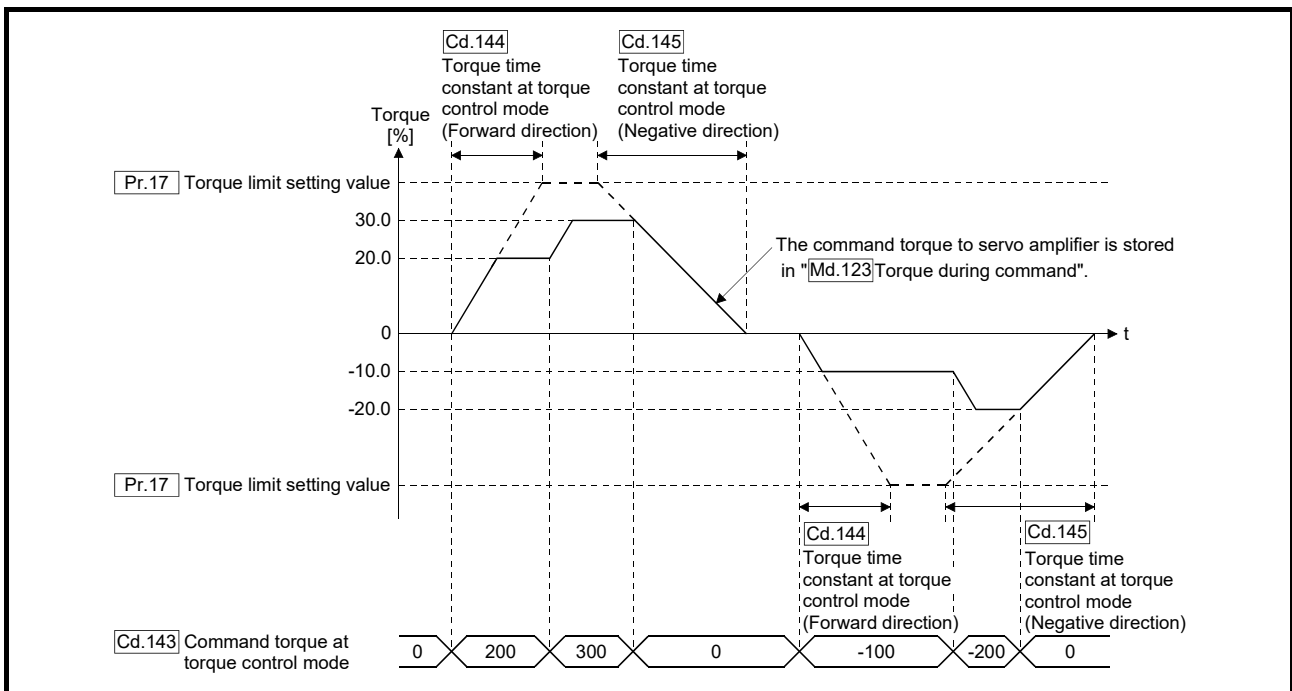 Cd.144
Torque time
constant at torque
control mode
(Forward direction)
Cd.145
Torque time
constant at torque
control mode
(Negative direction)
Torque
[%]
Pr.17 Torque limit setting value
30.0
20.0
The command torque to servo amplifier is stored
in "Md.123 Torque during command".
0
t
-10.0
-20.0
Pr.17 Torque limit setting value
Cd.144
Torque time
constant at torque
control mode
(Forward direction)
Cd.145
Torque time
constant at torque
control mode
(Negative direction)
Cd.143 Command torque at
torque control mode
0 200 300 0 -100 -200 0